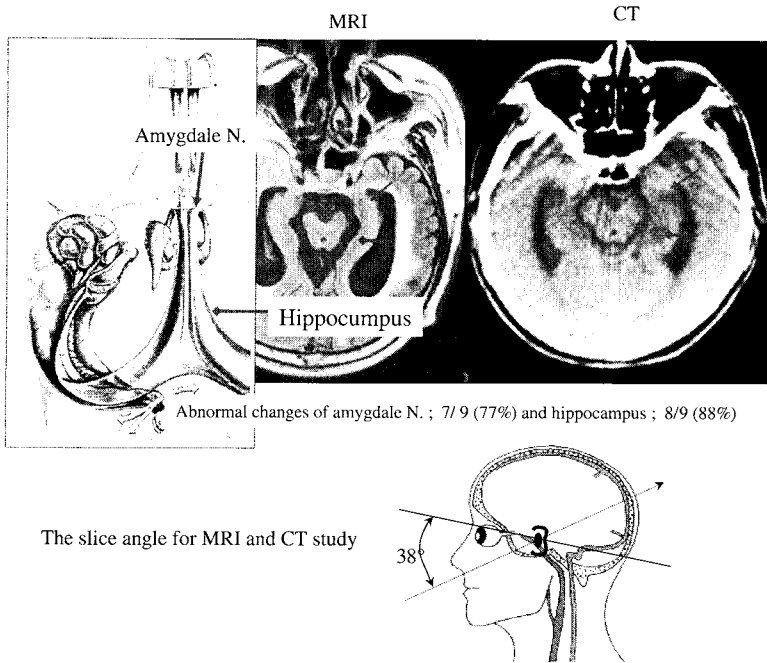 MRI
CT
Amygdale N.
Hippocumpus
Abnormal changes of amygdale N. ; 7/ 9 (77%) and hippocampus ; 8/9 (88%)
The slice angle for MRI and CT study
38°